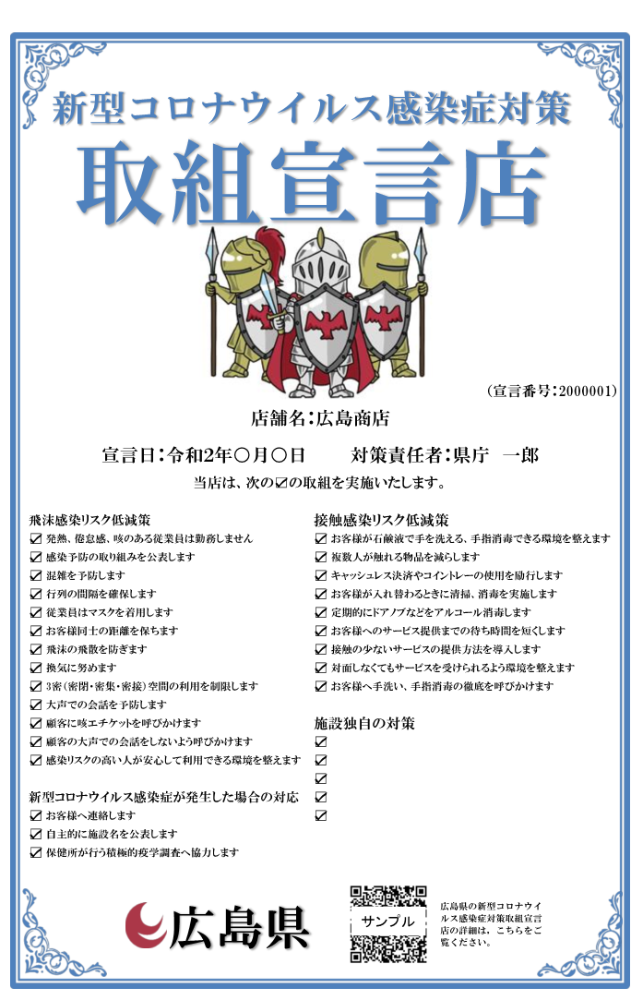 新型コロナウイルス感染症対策
取組宣言店
（宣言番号：2000001）
店舗名：広島商店
宣言日：令和2年〇月〇日　対策責任者：県庁　一郎
当店は、次の☑の取組を実施いたします。
飛沫感染リスク低減策
☑ 発熱、倦怠感、咳のある従業員は勤務しません
☑ 感染予防の取り組みを公表します
☑ 混雑を予防します
☑ 行列の間隔を確保します
☑ 従業員はマスクを着用します
☑ お客様同士の距離を保ちます
☑ 飛沫の飛散を防ぎます
☑ 換気に努めます
☑ 3密（密閉・密集・密接）空間の利用を制限します
☑ 大声での会話を予防します
☑ 顧客に咳エチケットを呼びかけます
☑ 顧客の大声での会話をしないよう呼びかけます
☑ 感染リスクの高い人が安心して利用できる環境を整えます
新型コロナウイルス感染症が発生した場合の対応
☑ お客様へ連絡します
☑ 自主的に施設名を公表します
☑ 保健所が行う積極的疫学調査へ協力します
接触感染リスク低減策
☑ お客様が石鹸液で手を洗える、手指消毒できる環境を整えます
☑ 複数人が触れる物品を減らします
☑ キャッシュレス決済やコイントレーの使用を励行します
☑ お客様が入れ替わるときに清掃、消毒を実施します
☑ 定期的にドアノブなどをアルコール消毒します
☑ お客様へのサービス提供までの待ち時間を短くします
☑ 接触の少ないサービスの提供方法を導入します
☑ 対面しなくてもサービスを受けられるよう環境を整えます
☑ お客様へ手洗い、手指消毒の徹底を呼びかけます
施設独自の対策
☑
☑
☑
☑
☑
広島県
サンプル
広島県の新型コロナウイ
ルス感染症対策取組宣言
店の詳細は，こちらをご
覧ください。